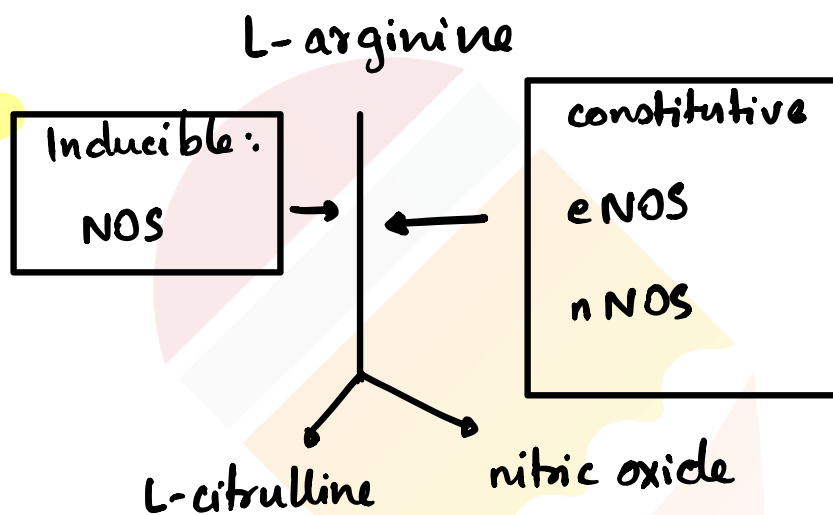 L-arginine
Inducible:
NOS
constitutive
eNOS
nNOS
L-citrulline
nitric oxide